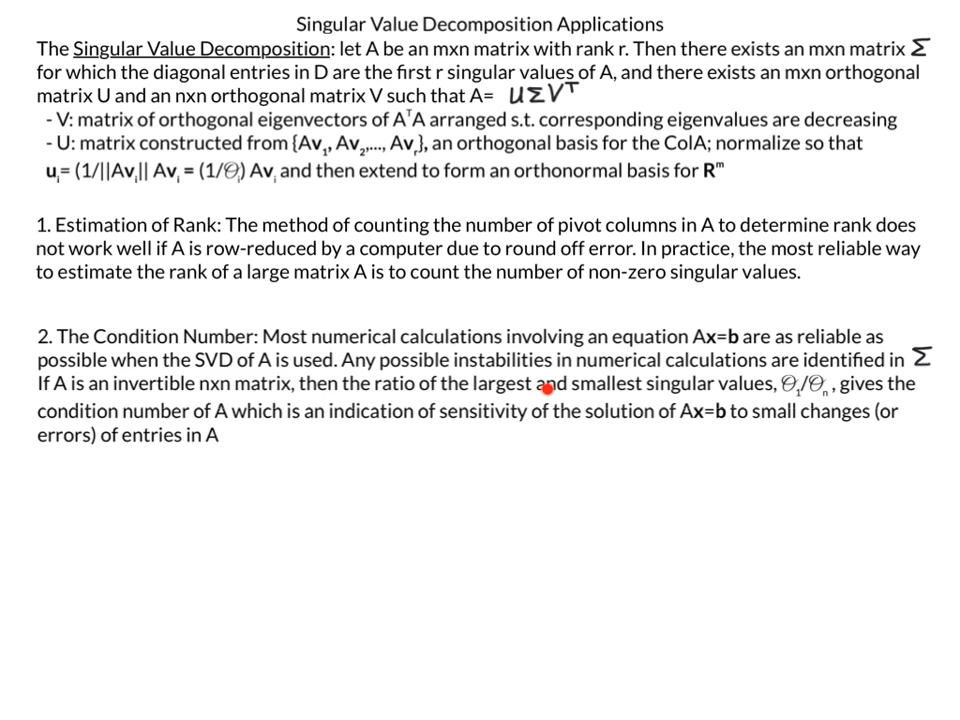 Singular Value Decomposition Applications
The Singular Value Decomposition: let A be an mxn matrix with rank r. Then there exists an mxn matrix Σ
for which the diagonal entries in D are the first r singular values of A, and there exists an mxn orthogonal
matrix U and an nxn orthogonal matrix V such that A= UΣVᵀ
- V: matrix of orthogonal eigenvectors of AᵀA arranged s.t. corresponding eigenvalues are decreasing
- U: matrix constructed from {Av₁, Av₂,...., Avᵣ}, an orthogonal basis for the ColA; normalize so that
uᵢ= (1/||Avᵢ|| Avᵢ = (1/Θᵢ) Avᵢ and then extend to form an orthonormal basis for Rᵐ
1. Estimation of Rank: The method of counting the number of pivot columns in A to determine rank does
not work well if A is row-reduced by a computer due to round off error. In practice, the most reliable way
to estimate the rank of a large matrix A is to count the number of non-zero singular values.
2. The Condition Number: Most numerical calculations involving an equation Ax=b are as reliable as
possible when the SVD of A is used. Any possible instabilities in numerical calculations are identified in Σ
If A is an invertible nxn matrix, then the ratio of the largest and smallest singular values, Θ₁/Θₙ , gives the
condition number of A which is an indication of sensitivity of the solution of Ax=b to small changes (or
errors) of entries in A